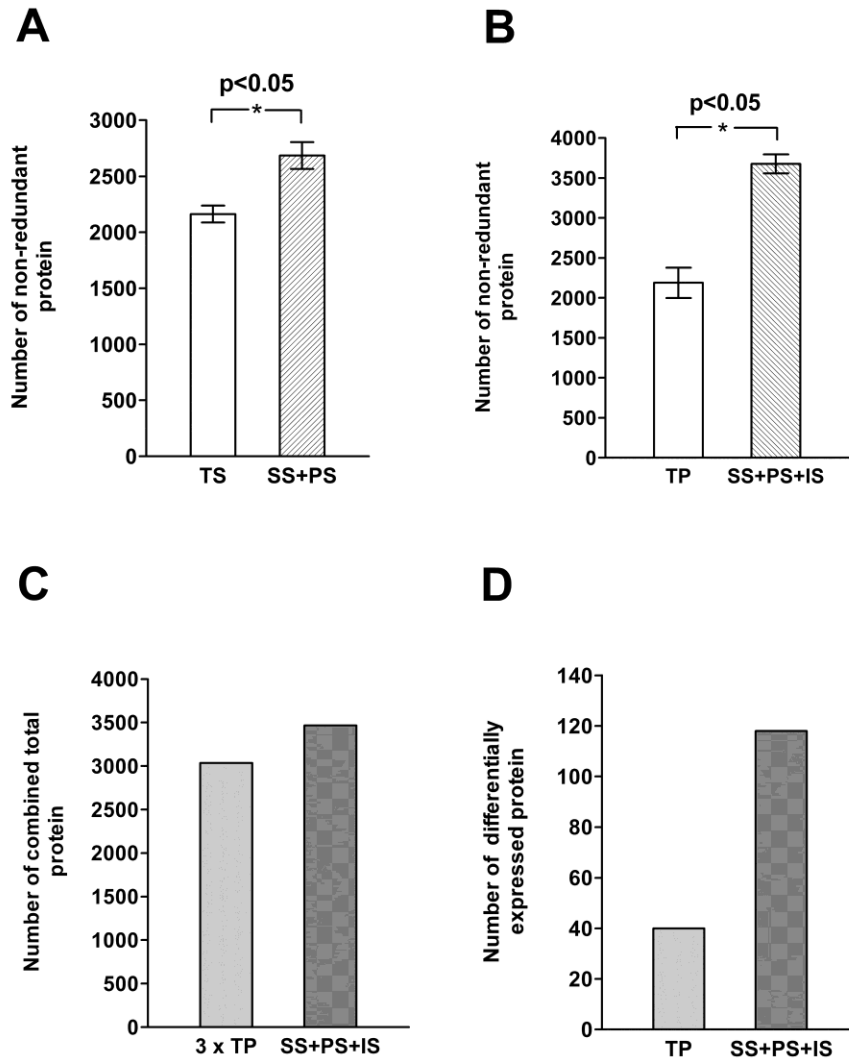 A
p<0.05
*
Number of non-redundant
protein
3000
2500
2000
1500
1000
500
0
TS SS+PS
B
p<0.05
*
Number of non-redundant
protein
4000
3500
3000
2500
2000
1500
1000
500
0
TP SS+PS+IS
C
Number of combined total
protein
4000
3500
3000
2500
2000
1500
1000
500
0
3 x TP SS+PS+IS
D
Number of differentially
expressed protein
140
120
100
80
60
40
20
0
TP SS+PS+IS